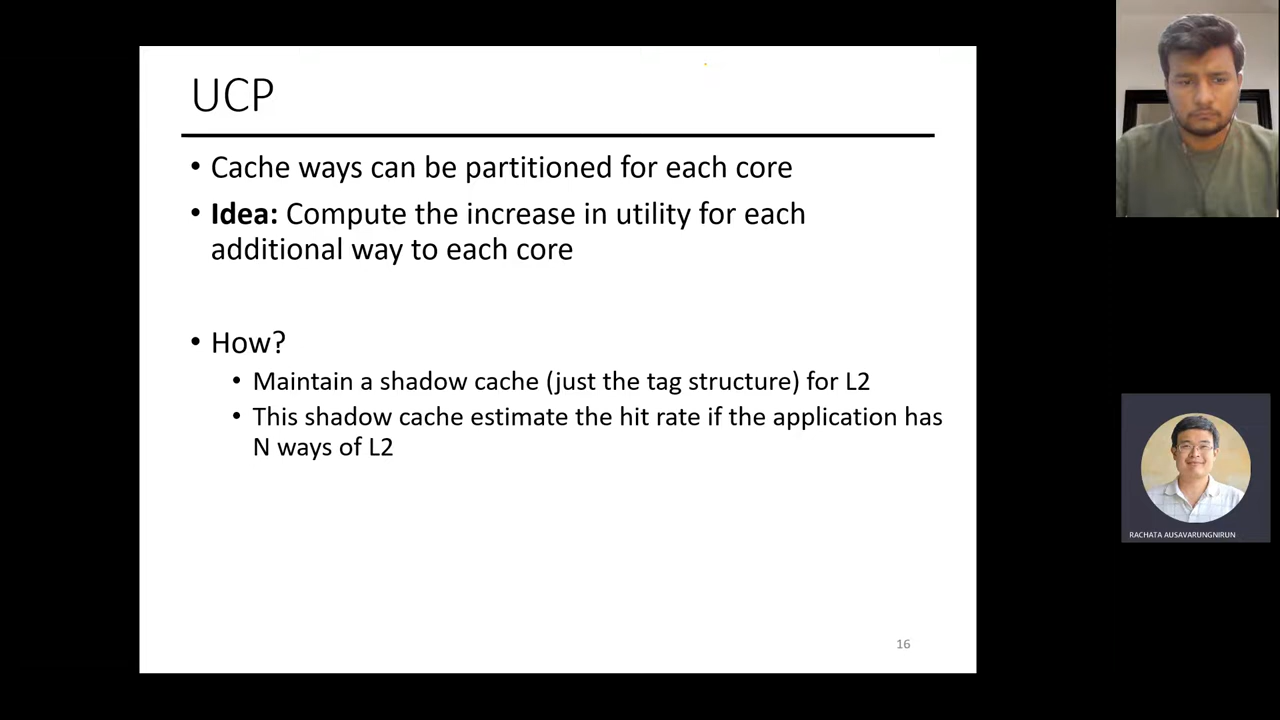 UCP
• Cache ways can be partitioned for each core
• Idea: Compute the increase in utility for each
additional way to each core
• How?
• Maintain a shadow cache (just the tag structure) for L2
• This shadow cache estimate the hit rate if the application has
N ways of L2
16
RACHATA AUSAVARUNGNIRUN